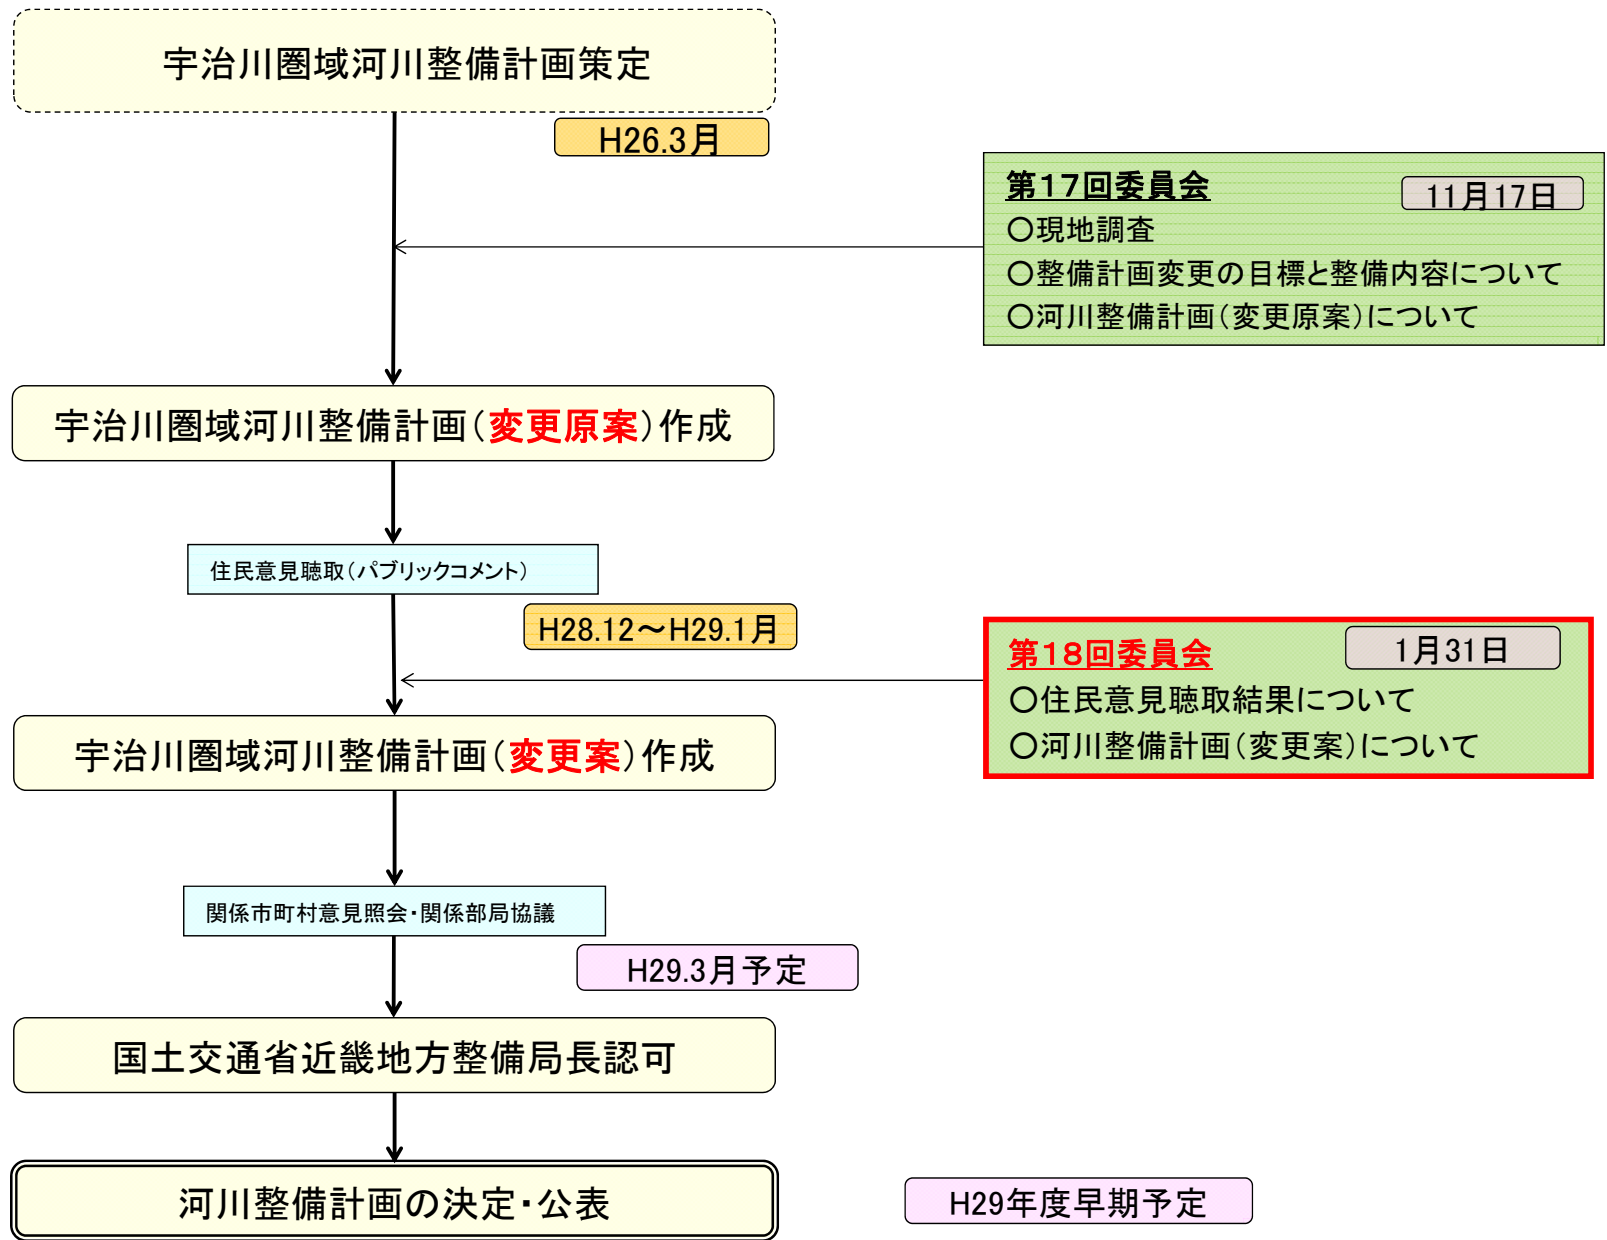 宇治川圏域河川整備計画策定
H26.3月
第17回委員会
11月17日
○現地調査
○整備計画変更の目標と整備内容について
○河川整備計画(変更原案)について
宇治川圏域河川整備計画(変更原案)作成
住民意見聴取(パブリックコメント)
H28.12~H29.1月
第18回委員会
1月31日
○住民意見聴取結果について
○河川整備計画(変更案)について
宇治川圏域河川整備計画(変更案)作成
関係市町村意見照会・関係部局協議
H29.3月予定
国土交通省近畿地方整備局長認可
河川整備計画の決定・公表
H29年度早期予定